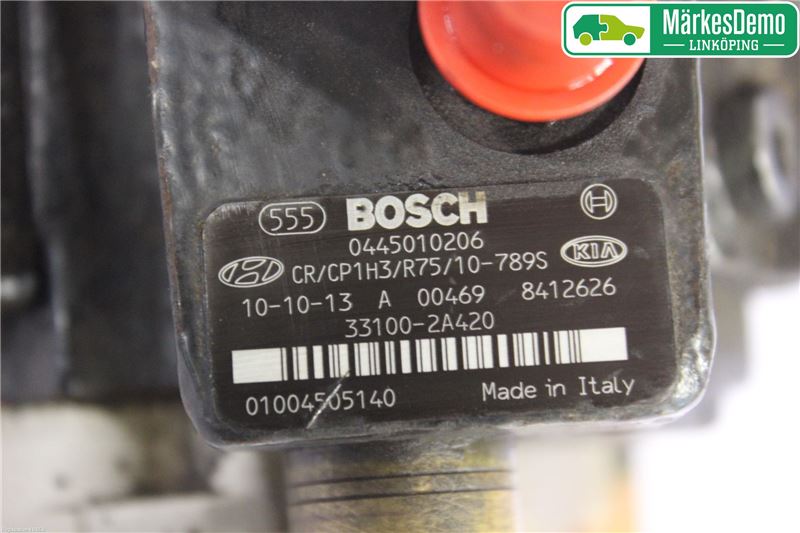 MärkesDemo
LINKÖPING
555 BOSCH
0445010206
CR/CP1H3/R75/10-789S KIA
10-10-13 A 00469 8412626
33100-2A420
01004505140 Made in Italy